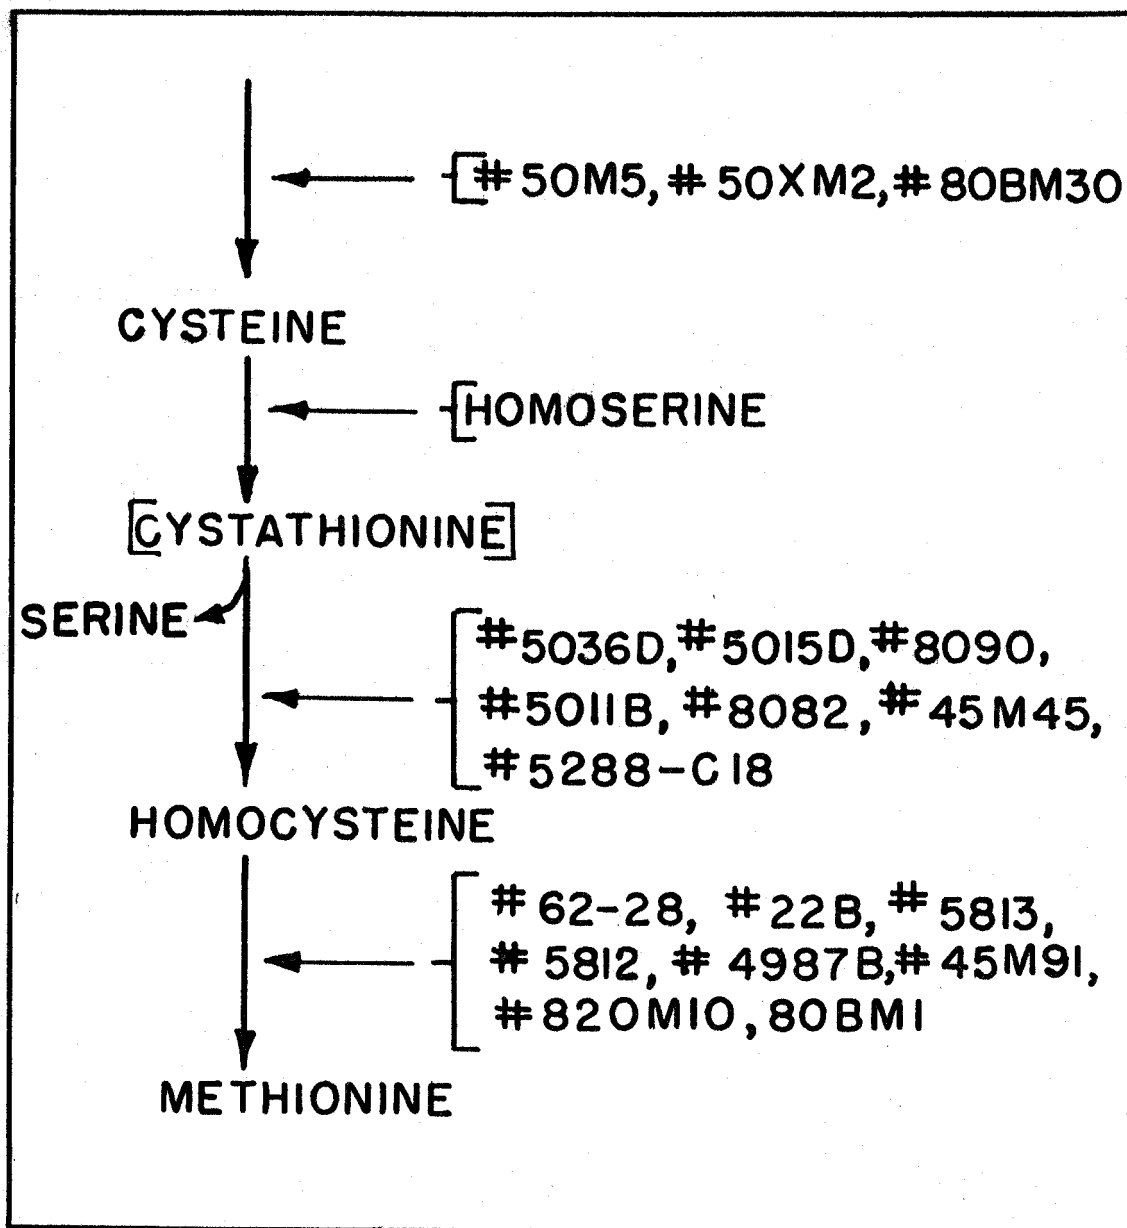 #50M5, #50XM2, #80BM30
CYSTEINE
HOMOSERINE
[CYSTATHIONINE]
SERINE
#5036D, #5015D, #8090,
#5011B, #8082, #45M45,
#5288-C18
HOMOCYSTEINE
#62-28, #22B, #5813,
#5812, #4987B, #45M91,
#820M10, 80BM1
METHIONINE